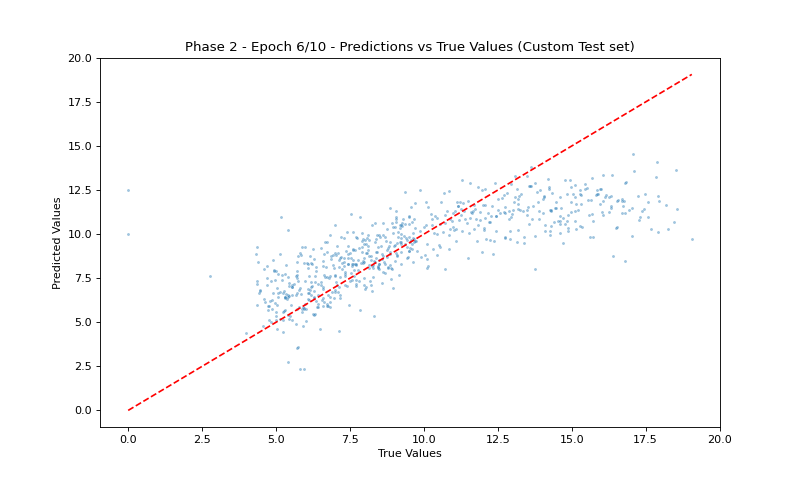 Phase 2 - Epoch 6/10 - Predictions vs True Values (Custom Test set)
20.0
17.5
15.0
12.5
10.0
7.5
5.0
2.5
0.0
Predicted Values
0.0 2.5 5.0 7.5 10.0 12.5 15.0 17.5 20.0
True Values